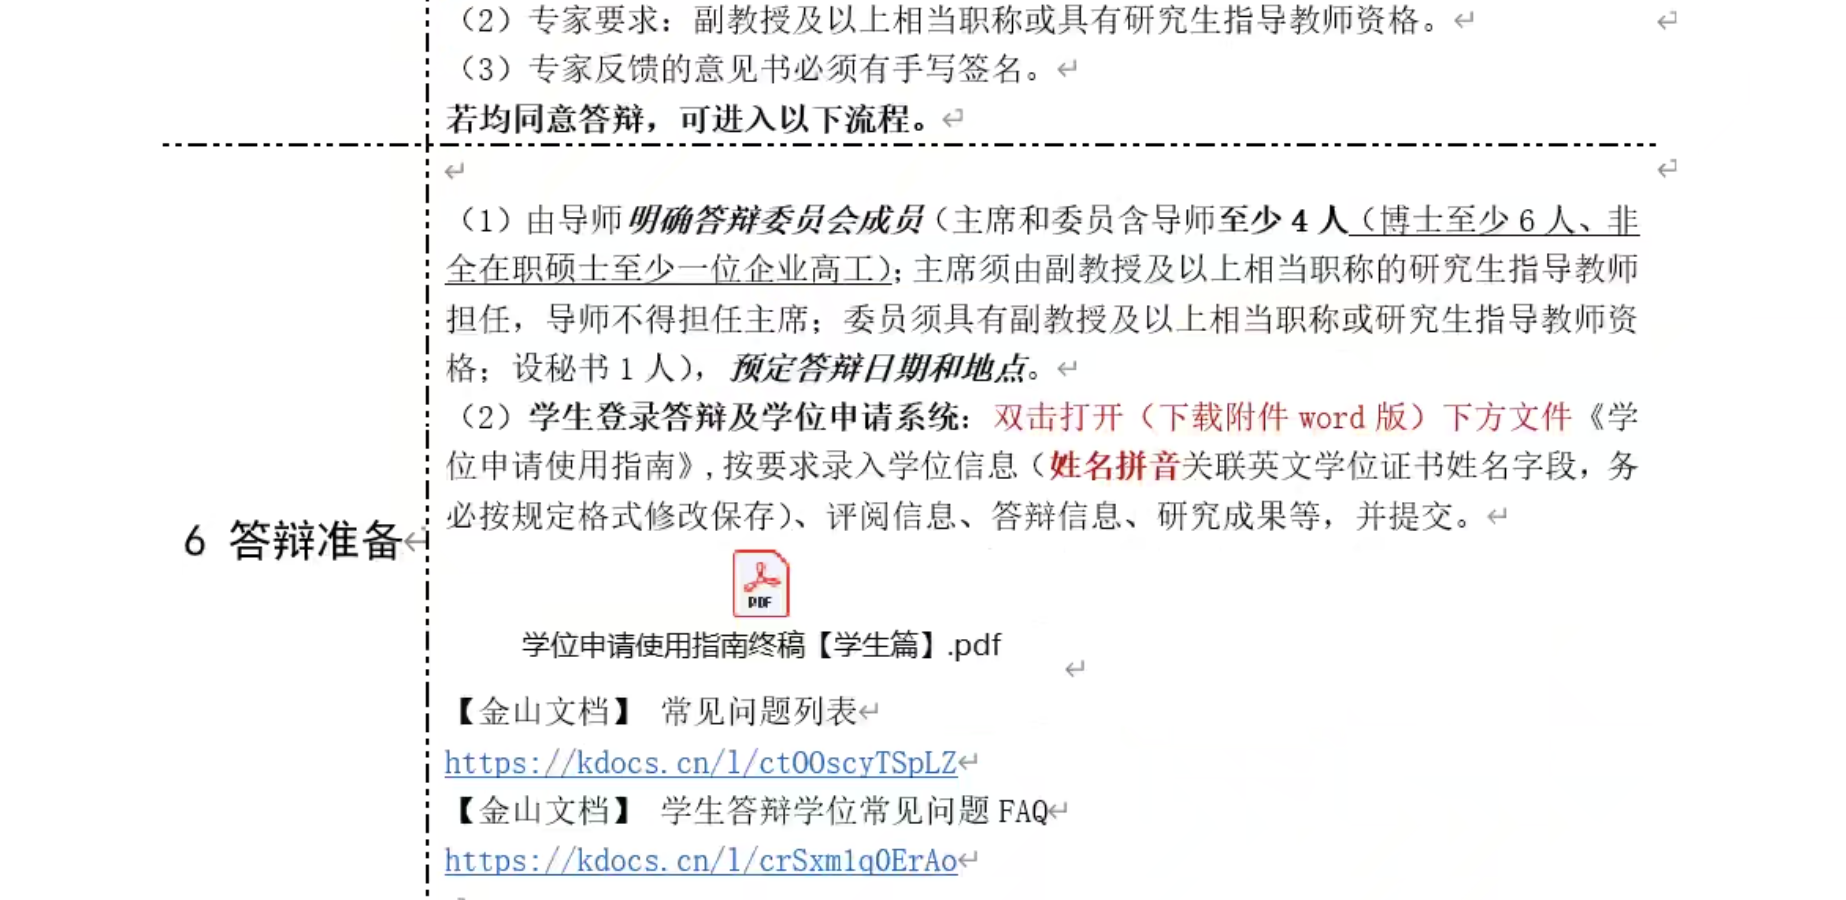 （2）专家要求：副教授及以上相当职称或具有研究生指导教师资格。
（3）专家反馈的意见书必须有手写签名。
若均同意答辩，可进入以下流程。
6 答辩准备
（1）由导师明确答辩委员会成员（主席和委员含导师至少 4 人（博士至少 6 人、非
全在职硕士至少一位企业高工）；主席须由副教授及以上相当职称的研究生指导教师
担任，导师不得担任主席；委员须具有副教授及以上相当职称或研究生指导教师资
格；设秘书 1 人），预定答辩日期和地点。
（2）学生登录答辩及学位申请系统：双击打开（下载附件 word 版）下方文件《学
位申请使用指南》,按要求录入学位信息（姓名拼音关联英文学位证书姓名字段，务
必按规定格式修改保存）、评阅信息、答辩信息、研究成果等，并提交。
PDF
学位申请使用指南终稿【学生篇】.pdf
【金山文档】 常见问题列表
https://kdocs.cn/l/ctOOscyTSpLZ
【金山文档】 学生答辩学位常见问题 FAQ
https://kdocs.cn/l/crSxm1qOErAo